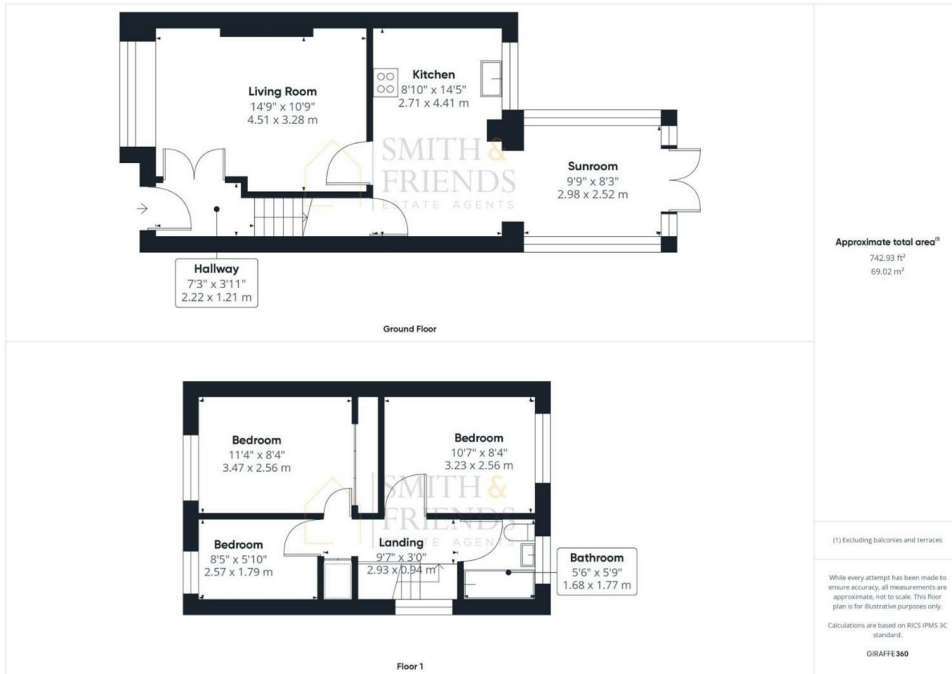 Living Room
14'9" x 10'9"
4.51 x 3.28 m
Kitchen
8'10" x 14'5"
2.71 x 4.41 m
SMITH &
FRIENDS
ESTATE AGENTS
Sunroom
9'9" x 8'3"
2.98 x 2.52 m
Hallway
7'3" x 3'11"
2.22 x 1.21 m
Ground Floor
Approximate total area(1)
742.93 ft²
69.02 m²
Bedroom
11'4" x 8'4"
3.47 x 2.56 m
Bedroom
10'7" x 8'4"
3.23 x 2.56 m
SMITH &
FRIENDS
Bedroom
8'5" x 5'10"
2.57 x 1.79 m
Landing
9'7" x 3'0"
2.93 x 0.94 m
Bathroom
5'6" x 5'9"
1.68 x 1.77 m
Floor 1
(1) Excluding balconies and terraces
While every attempt has been made to
ensure accuracy, all measurements are
approximate, not to scale. This floor
plan is for illustrative purposes only.
Calculations are based on RICS IPMS 3C
standard.
GIRAFFE360